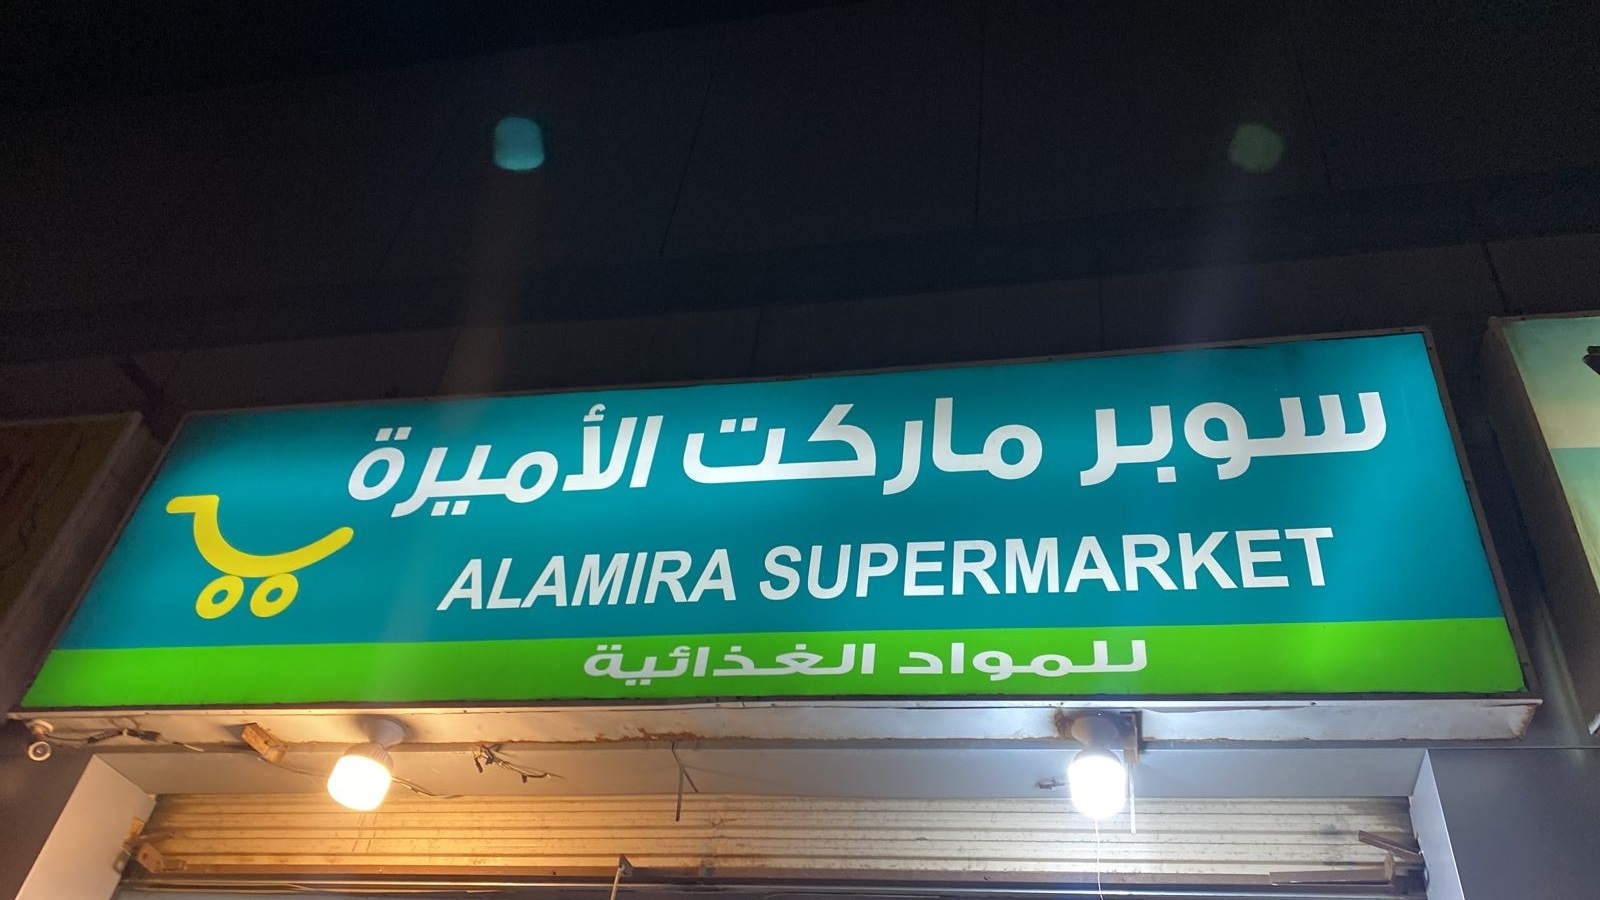 سوبر ماركت الأميرة
ALAMIRA SUPERMARKET
للمواد الغذائية